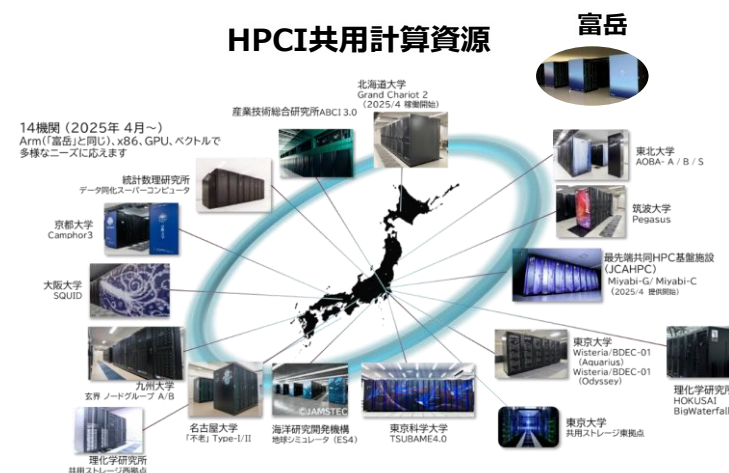 HPCI共用計算資源
富岳
14機関 (2025年 4月～)
Arm(「富岳」と同じ)、x86、GPU、ベクトルで
多様なニーズに応えます
北海道大学
Grand Chariot 2
(2025/4 稼働開始)
産業技術総合研究所ABCI 3.0
統計数理研究所
データ同化スーパーコンピュータ
京都大学
Camphor3
大阪大学
SQUID
九州大学
玄界 ノードグループ A/B
理化学研究所
共用ストレージ西拠点
名古屋大学
「不老」 Type-I/II
©JAMSTEC
海洋研究開発機構
地球シミュレータ (ES4)
東京科学大学
TSUBAME4.0
東北大学
AOBA- A / B / S
筑波大学
Pegasus
最先端共同HPC基盤施設
(JCAHPC)
Miyabi-G/ Miyabi-C
(2025/4 提供開始)
東京大学
Wisteria/BDEC-01
(Aquarius)
Wisteria/BDEC-01
(Odyssey)
東京大学
共用ストレージ東拠点
理化学研究所
HOKUSAI
BigWaterfall